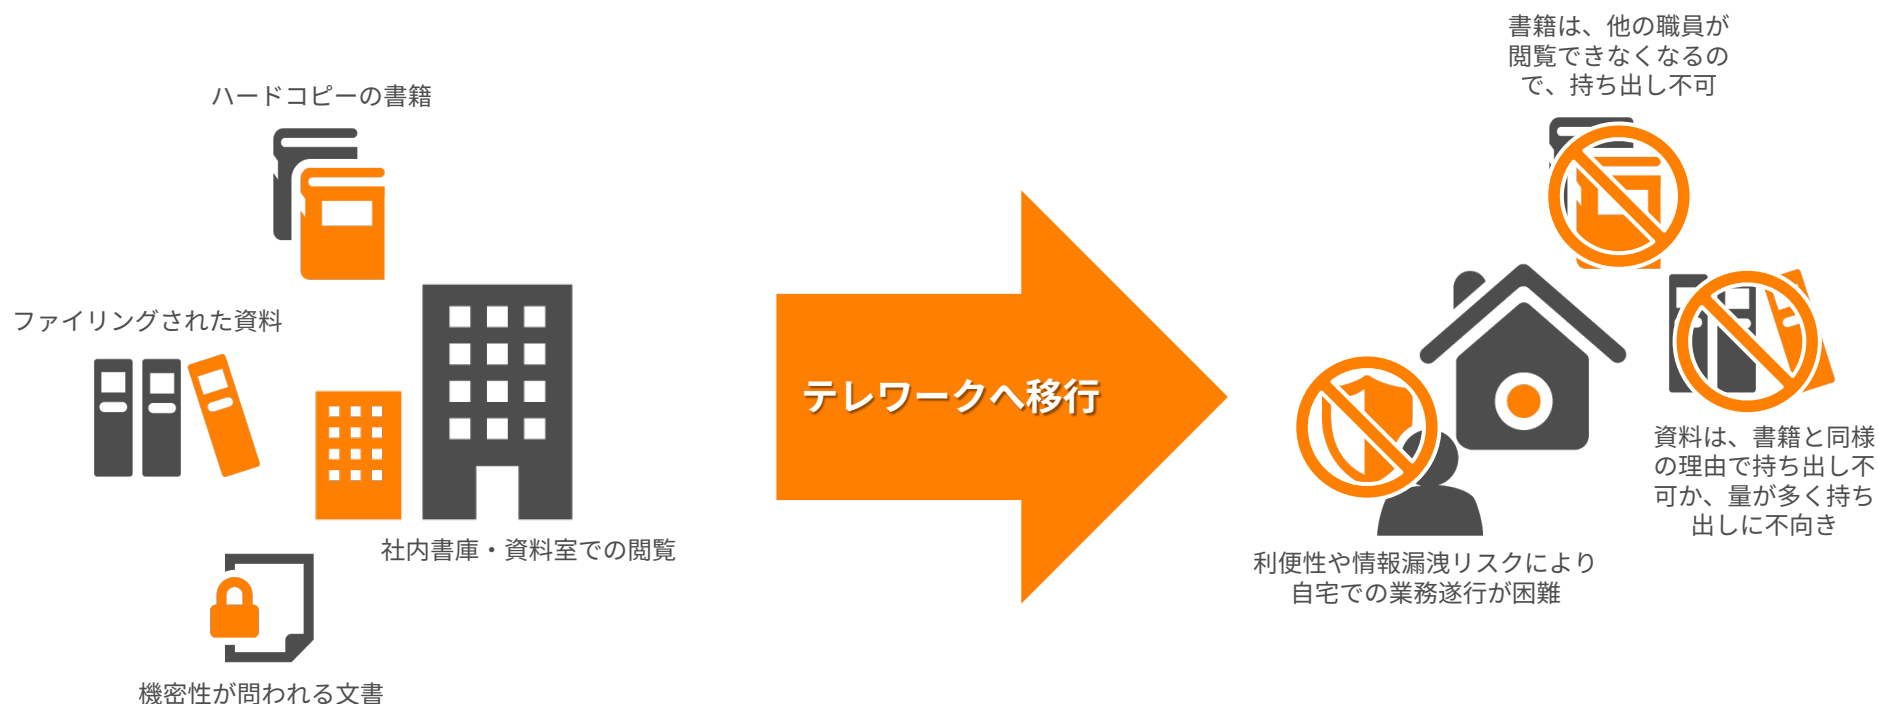 ハードコピーの書籍
ファイリングされた資料
社内書庫・資料室での閲覧
機密性が問われる文書
テレワークへ移行
書籍は、他の職員が
閲覧できなくなるの
で、持ち出し不可
資料は、書籍と同様
の理由で持ち出し不
可か、量が多く持ち
出しに不向き
利便性や情報漏洩リスクにより
自宅での業務遂行が困難